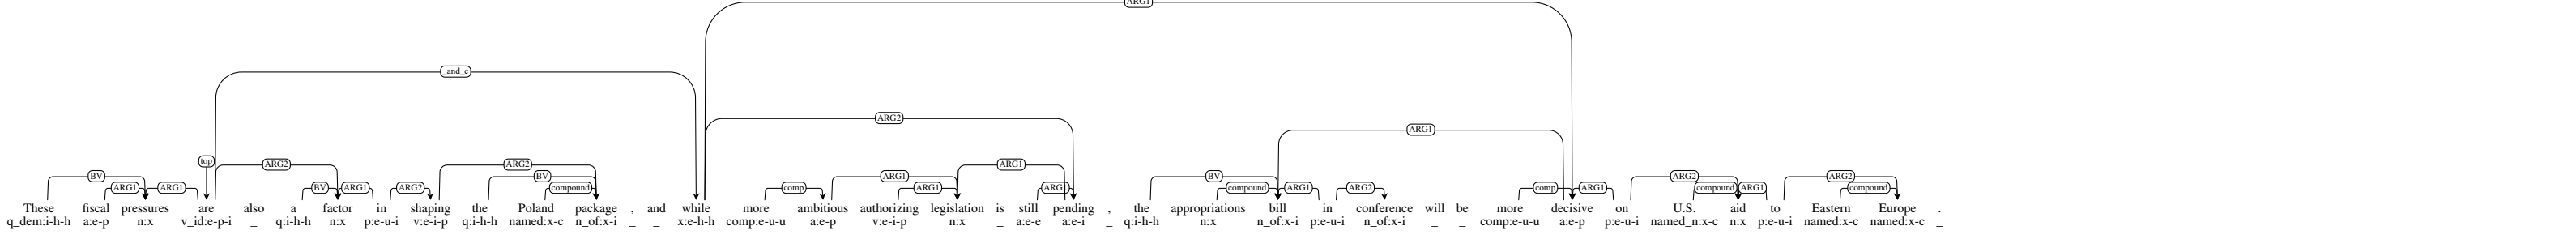 ARG1
_and_c
ARG2
ARG1
top ARG2 ARG2 ARG1
BV BV ARG1 BV ARG2 ARG2
ARG1 ARG1 BV ARG1 ARG2 compound comp ARG1 ARG1 compound ARG1 ARG2 comp ARG1 compound ARG1 compound
These fiscal pressures are also a factor in shaping the Poland package , and while more ambitious authorizing legislation is still pending , the appropriations bill in conference will be more decisive on U.S. aid to Eastern Europe .
q_dem:i-h-h a:e-p n:x v_id:e-p-i _ q:i-h-h n:x p:e-u-i v:e-i-p q:i-h-h named:x-c n_of:x-i _ _ x:e-h-h comp:e-u-u a:e-p v:e-i-p n:x _ a:e-e a:e-i _ q:i-h-h n:x n_of:x-i p:e-u-i n_of:x-i _ _ comp:e-u-u a:e-p p:e-u-i named_n:x-c n:x p:e-u-i named:x-c named:x-c _